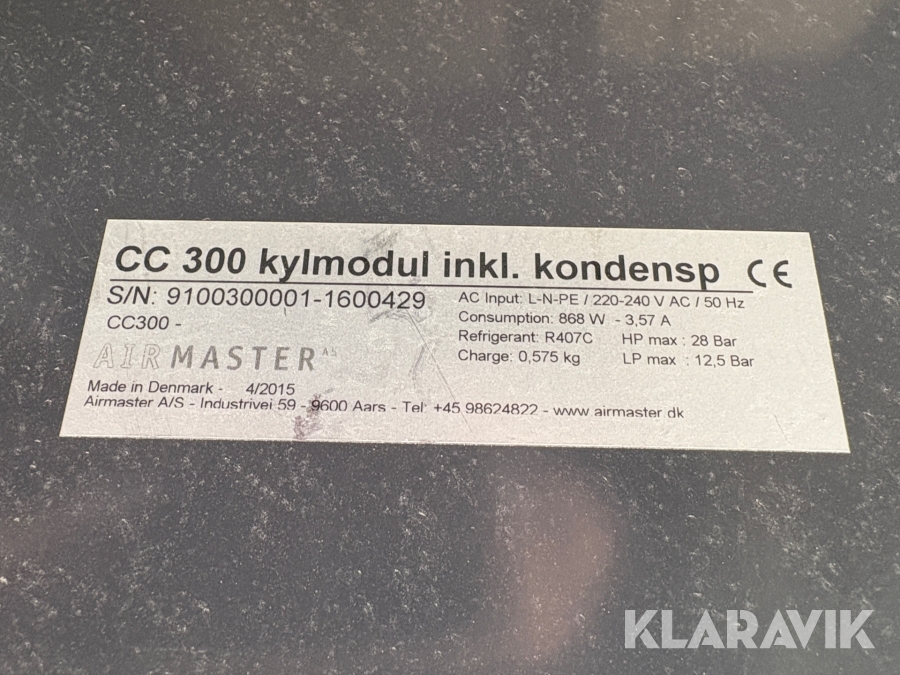 CC 300 kylmodul inkl. kondensp CE
S/N: 9100300001-1600429
CC300 -
AIRMASTER A/S
Made in Denmark - 4/2015
Airmaster A/S - Industrivej 59 - 9600 Aars - Tel: +45 98624822 - www.airmaster.dk
AC Input: L-N-PE / 220-240 V AC / 50 Hz
Consumption: 868 W - 3,57 A
Refrigerant: R407C HP max : 28 Bar
Charge: 0,575 kg LP max : 12,5 Bar
KLARAVIK